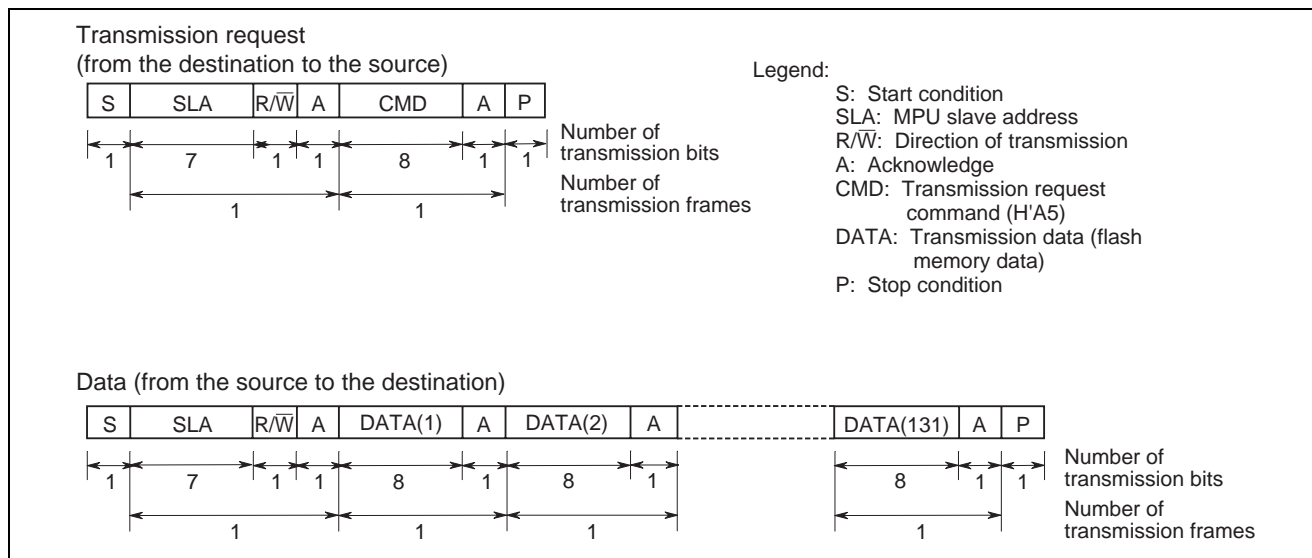 Transmission request
(from the destination to the source)
S SLA R/W̅ A CMD A P
Number of
transmission bits
1 7 1 1 8 1 1
Number of
transmission frames
1 1
Legend:
S: Start condition
SLA: MPU slave address
R/W̅: Direction of transmission
A: Acknowledge
CMD: Transmission request
command (H'A5)
DATA: Transmission data (flash
memory data)
P: Stop condition
Data (from the source to the destination)
S SLA R/W̅ A DATA(1) A DATA(2) A DATA(131) A P
Number of
transmission bits
1 7 1 1 8 1 8 1 8 1 1
Number of
transmission frames
1 1 1 1